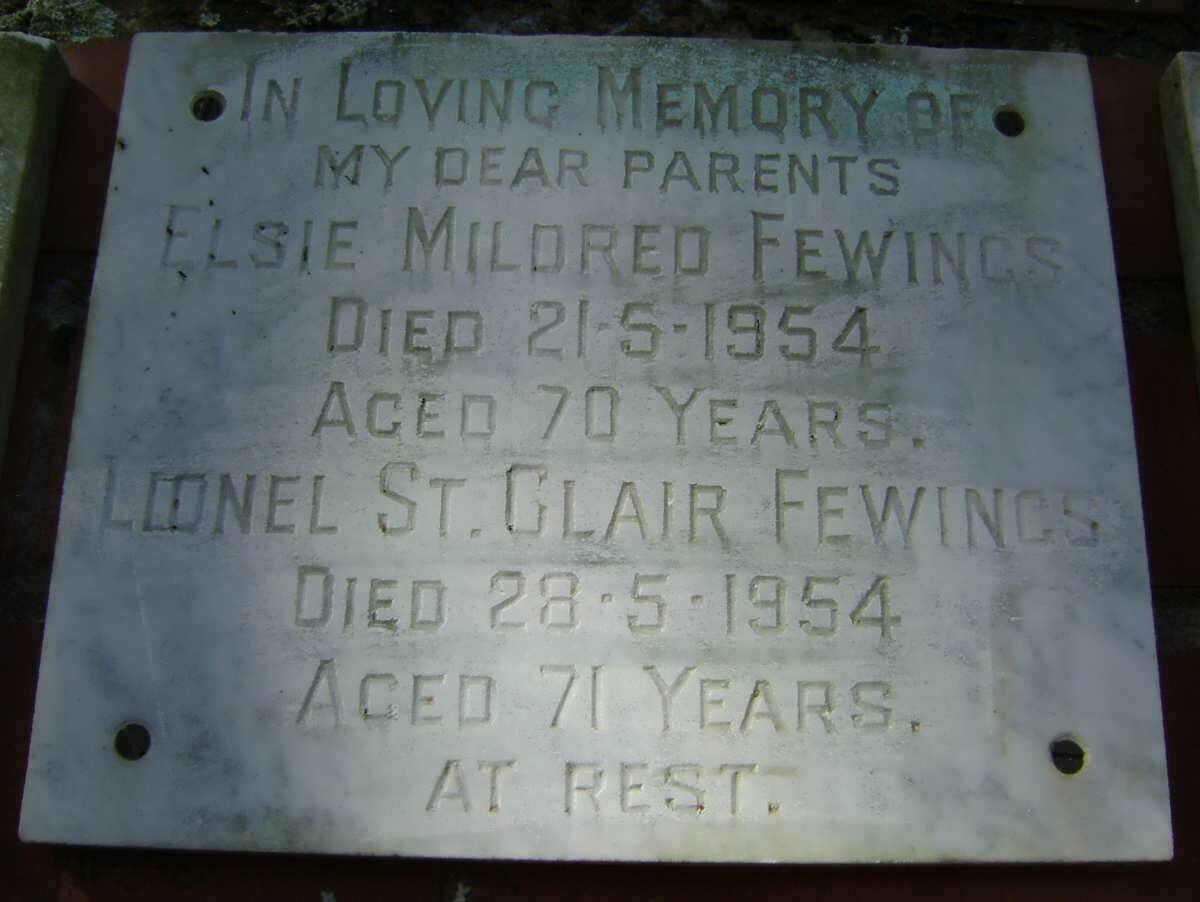 In Loving Memory of
MY DEAR PARENTS
Elsie Mildred Fewings
Died 21·5·1954
Aged 70 Years.
Lionel St. Clair Fewings
Died 28·5·1954
Aged 71 Years.
AT REST.